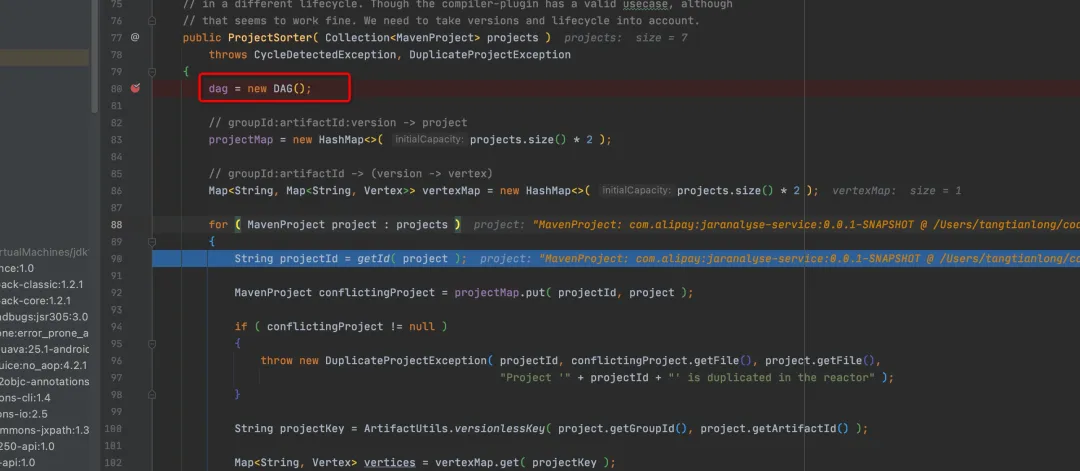 75 // in a different lifecycle. Though the compiler-plugin has a valid usecase, although
76 // that seems to work fine. We need to take versions and lifecycle into account.
77 @ public ProjectSorter( Collection<MavenProject> projects ) projects: size = 7
78 throws CycleDetectedException, DuplicateProjectException
79 {
80 dag = new DAG();
81
82 // groupId:artifactId:version -> project
83 projectMap = new HashMap<>( initialCapacity: projects.size() * 2 );
84
85 // groupId:artifactId -> (version -> vertex)
86 Map<String, Map<String, Vertex>> vertexMap = new HashMap<>( initialCapacity: projects.size() * 2 ); vertexMap: size = 1
87
88 for ( MavenProject project : projects ) project: "MavenProject: com.alipay:jaranalyse-service:0.0.1-SNAPSHOT @ /Users/tangtianlong/cod
89 {
90 String projectId = getId( project ); project: "MavenProject: com.alipay:jaranalyse-service:0.0.1-SNAPSHOT @ /Users/tangtianlong/co
91
92 MavenProject conflictingProject = projectMap.put( projectId, project );
93
94 if ( conflictingProject != null )
95 {
96 throw new DuplicateProjectException( projectId, conflictingProject.getFile(), project.getFile(),
97 "Project '" + projectId + "' is duplicated in the reactor" );
98 }
99
100 String projectKey = ArtifactUtils.versionlessKey( project.getGroupId(), project.getArtifactId() );
101
102 Map<String, Vertex> vertices = vertexMap.get( projectKey );
irtualMachines/jdk
nce:1.0
ack-classic:1.2.1
ack-core:1.2.1
ndbugs:jsr305:3.0
one:error_prone_a
uava:25.1-android
uice:no_aop:4.2.1
2objc-annotations
ons-cli:1.4
ons-io:2.5
mmons-jxpath:1.3
250-api:1.0
-api:1.0